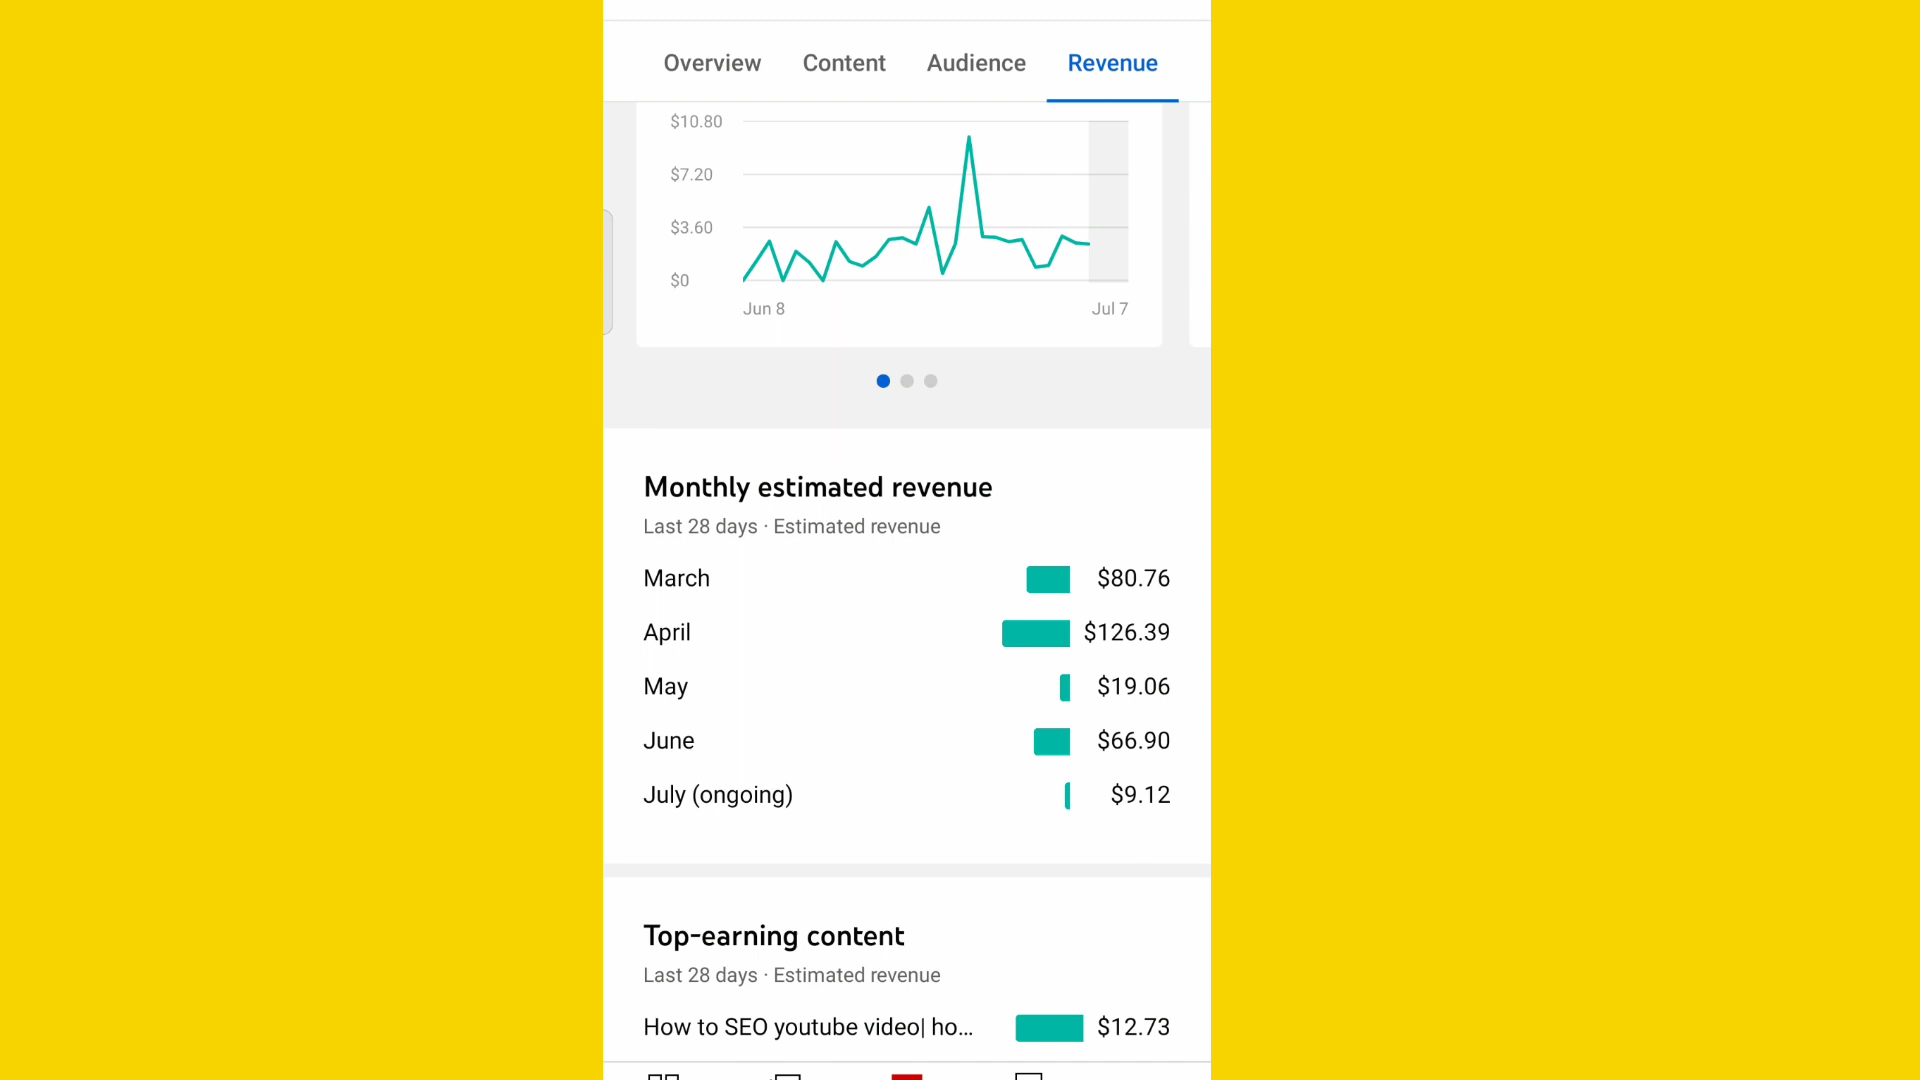 Overview Content Audience Revenue
$10.80
$7.20
$3.60
$0
Jun 8 Jul 7
Monthly estimated revenue
Last 28 days · Estimated revenue
March $80.76
April $126.39
May $19.06
June $66.90
July (ongoing) $9.12
Top-earning content
Last 28 days · Estimated revenue
How to SEO youtube video| ho... $12.73